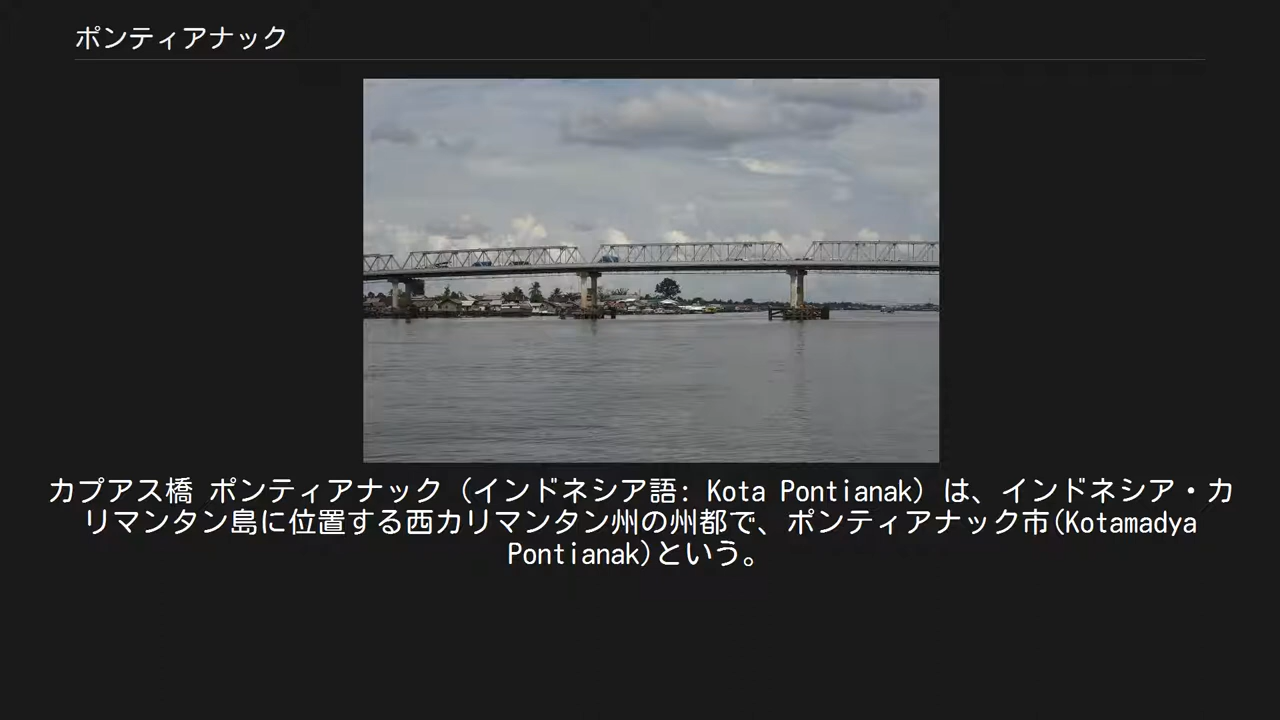 ポンティアナック
カプアス橋 ポンティアナック（インドネシア語: Kota Pontianak）は、インドネシア・カ
リマンタン島に位置する西カリマンタン州の州都で、ポンティアナック市(Kotamadya
Pontianak)という。